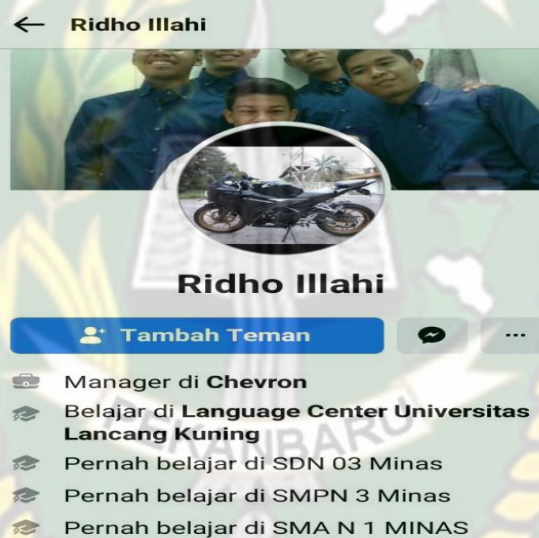 Ridho Illahi
Ridho Illahi
Tambah Teman
Manager di Chevron
Belajar di Language Center Universitas
Lancang Kuning
PEKANBARU
Pernah belajar di SDN 03 Minas
Pernah belajar di SMPN 3 Minas
Pernah belajar di SMA N 1 MINAS